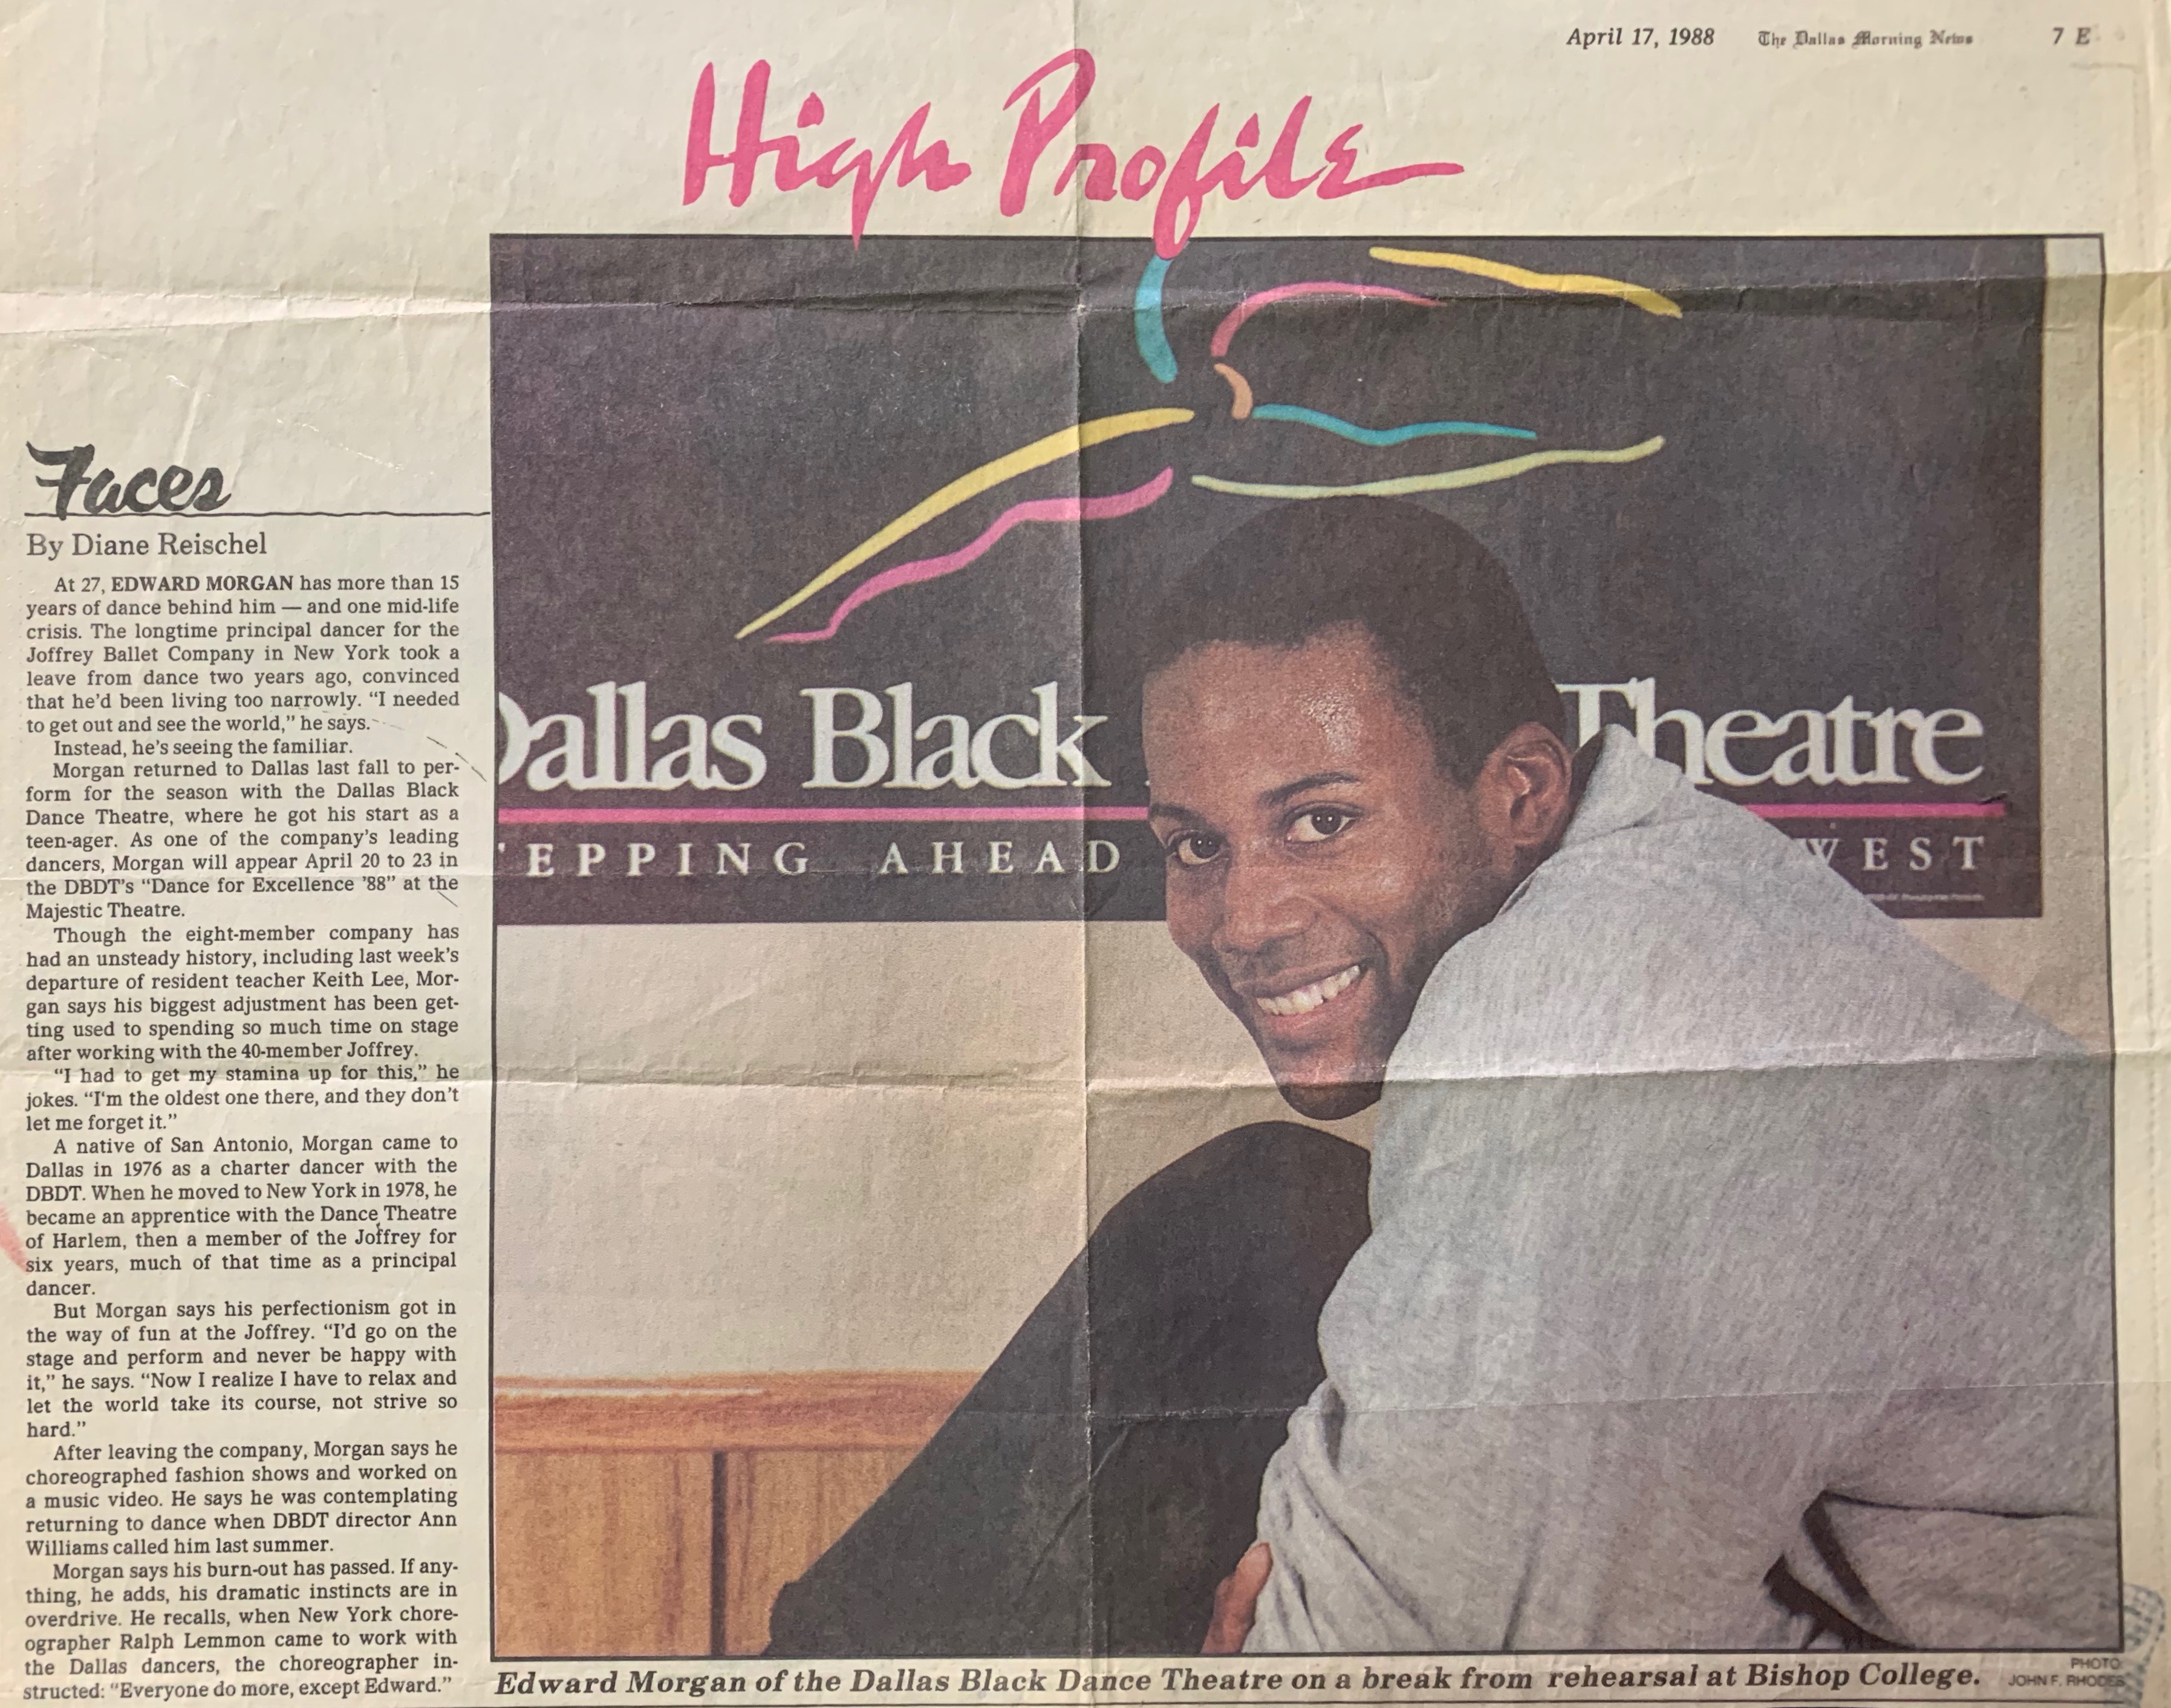 April 17, 1988 The Dallas Morning News 7 E
High Profile
Faces
By Diane Reischel
At 27, EDWARD MORGAN has more than 15
years of dance behind him — and one mid-life
crisis. The longtime principal dancer for the
Joffrey Ballet Company in New York took a
leave from dance two years ago, convinced
that he'd been living too narrowly. “I needed
to get out and see the world,” he says.
Instead, he's seeing the familiar.
Morgan returned to Dallas last fall to per-
form for the season with the Dallas Black
Dance Theatre, where he got his start as a
teen-ager. As one of the company's leading
dancers, Morgan will appear April 20 to 23 in
the DBDT's “Dance for Excellence '88” at the
Majestic Theatre.
Though the eight-member company has
had an unsteady history, including last week's
departure of resident teacher Keith Lee, Mor-
gan says his biggest adjustment has been get-
ting used to spending so much time on stage
after working with the 40-member Joffrey.
“I had to get my stamina up for this,” he
jokes. “I'm the oldest one there, and they don't
let me forget it.”
A native of San Antonio, Morgan came to
Dallas in 1976 as a charter dancer with the
DBDT. When he moved to New York in 1978, he
became an apprentice with the Dance Theatre
of Harlem, then a member of the Joffrey for
six years, much of that time as a principal
dancer.
But Morgan says his perfectionism got in
the way of fun at the Joffrey. “I'd go on the
stage and perform and never be happy with
it,” he says. “Now I realize I have to relax and
let the world take its course, not strive so
hard.”
After leaving the company, Morgan says he
choreographed fashion shows and worked on
a music video. He says he was contemplating
returning to dance when DBDT director Ann
Williams called him last summer.
Morgan says his burn-out has passed. If any-
thing, he adds, his dramatic instincts are in
overdrive. He recalls, when New York chore-
ographer Ralph Lemmon came to work with
the Dallas dancers, the choreographer in-
structed: “Everyone do more, except Edward.”
Dallas Black Theatre
EPPING AHEAD WEST
Edward Morgan of the Dallas Black Dance Theatre on a break from rehearsal at Bishop College.
PHOTO:
JOHN F. RHODES